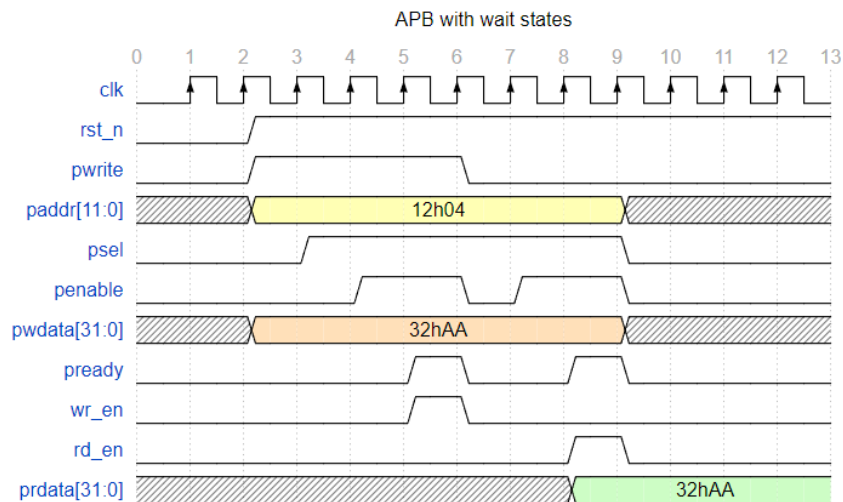 APB with wait states
0 1 2 3 4 5 6 7 8 9 10 11 12 13
clk
rst_n
pwrite
paddr[11:0] 12h04
psel
penable
pwdata[31:0] 32hAA
pready
wr_en
rd_en
prdata[31:0] 32hAA